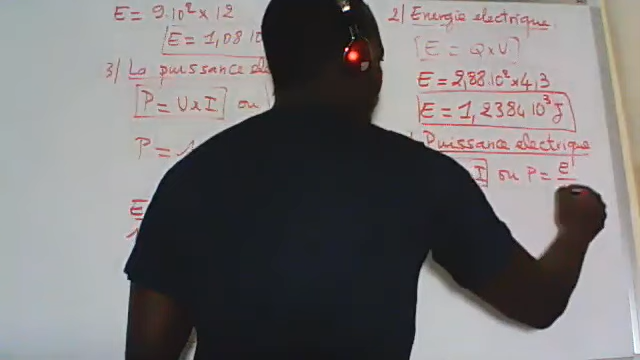 E = 9·10² × 12
E = 1,08 10
3/ La puissance
P = U×I ou
P =
2/ Energie electrique
E = Q×U
E = 2,88·10² × 4,3
E = 1,2384·10³ J
Puissance electrique
I ou P = E